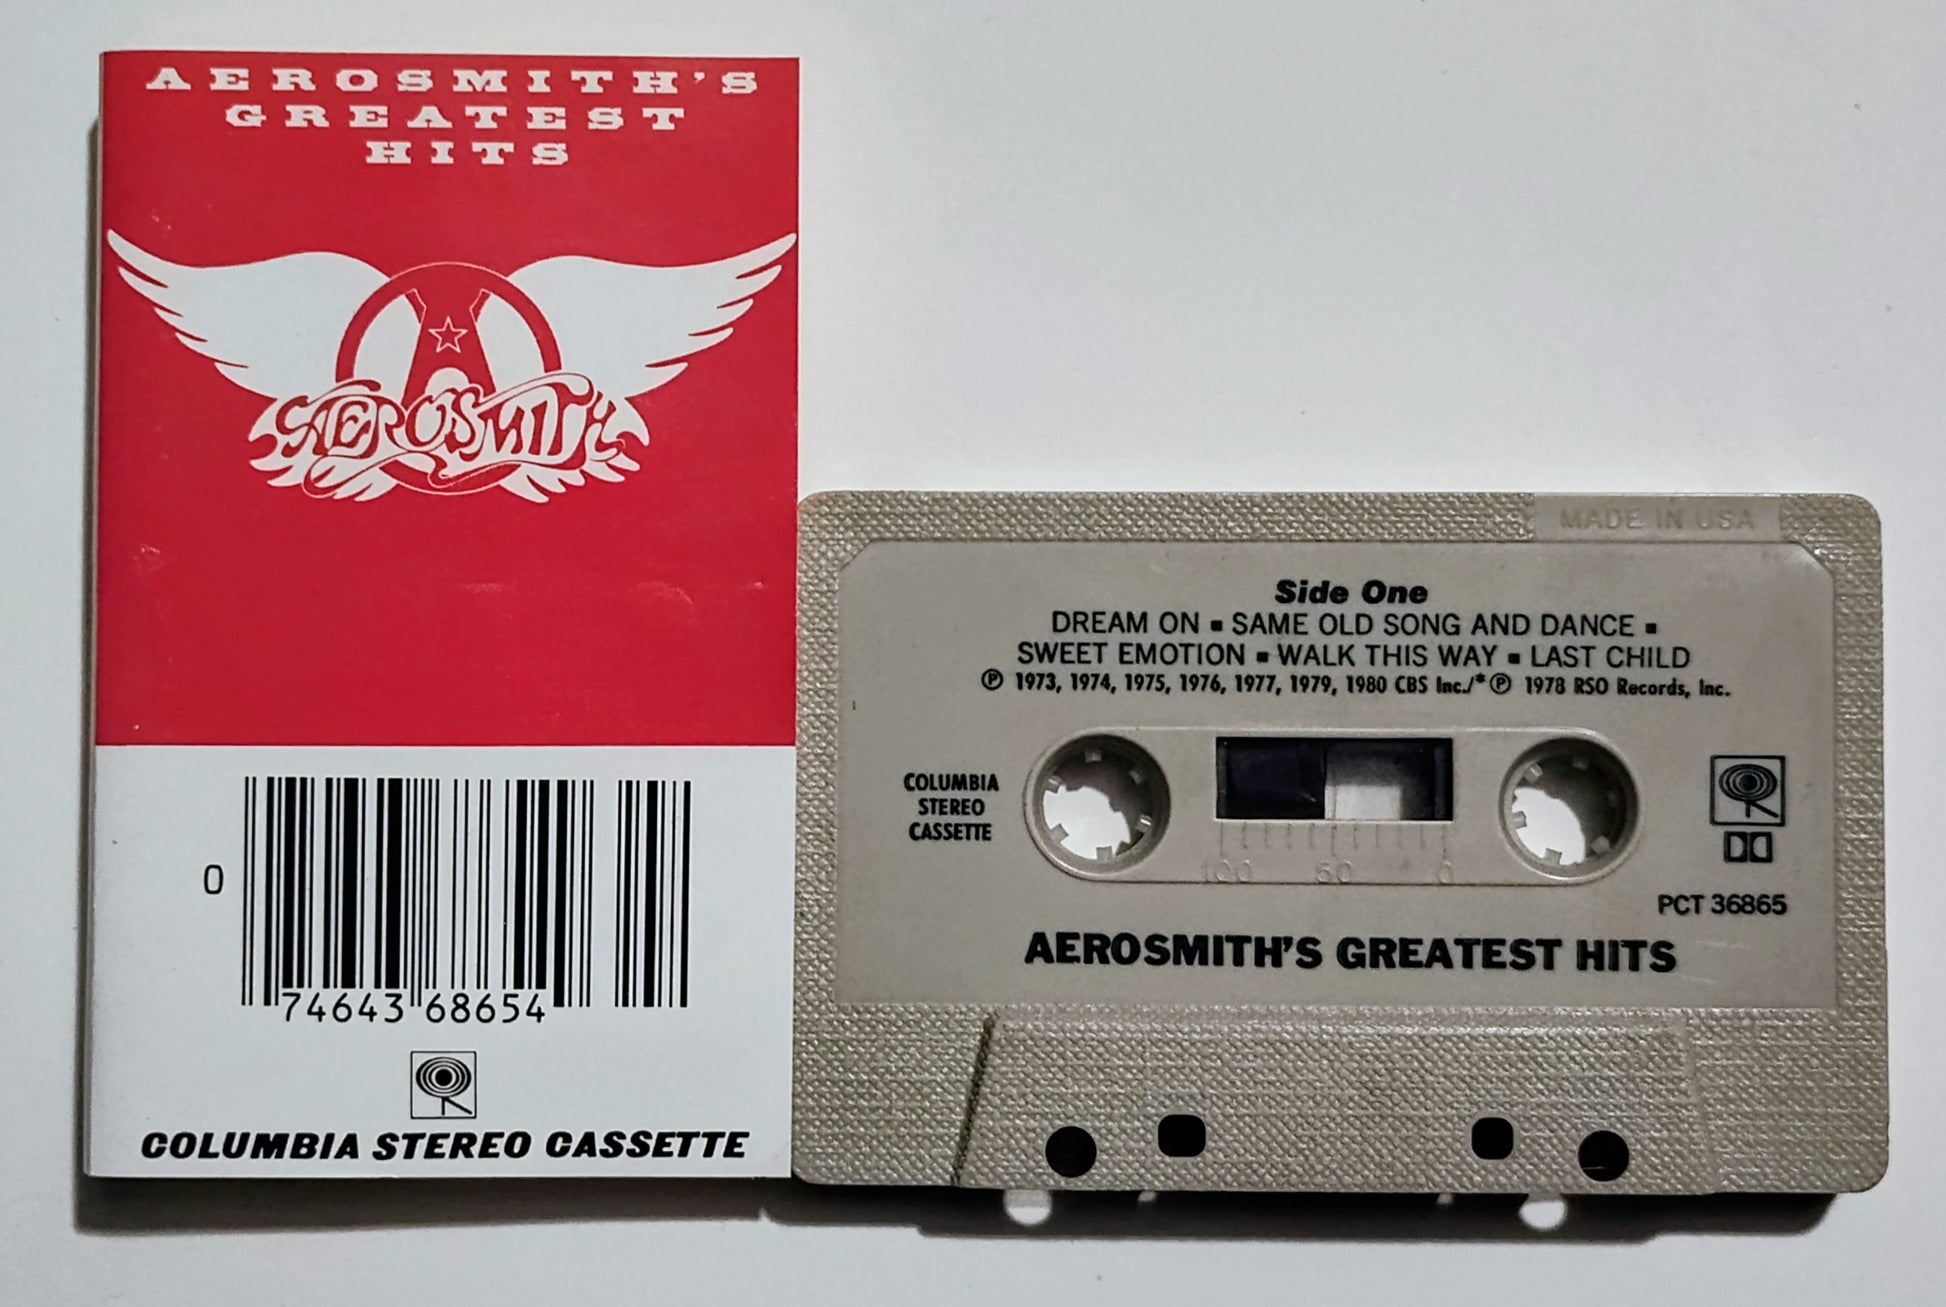 AEROSMITH'S
GREATEST
HITS
AEROSMITH
0
74643 68654
COLUMBIA STEREO CASSETTE
MADE IN USA
Side One
DREAM ON ▪ SAME OLD SONG AND DANCE ▪
SWEET EMOTION ▪ WALK THIS WAY ▪ LAST CHILD
℗ 1973, 1974, 1975, 1976, 1977, 1979, 1980 CBS Inc./*℗ 1978 RSO Records, Inc.
COLUMBIA
STEREO
CASSETTE
100 50 0
PCT 36865
AEROSMITH'S GREATEST HITS